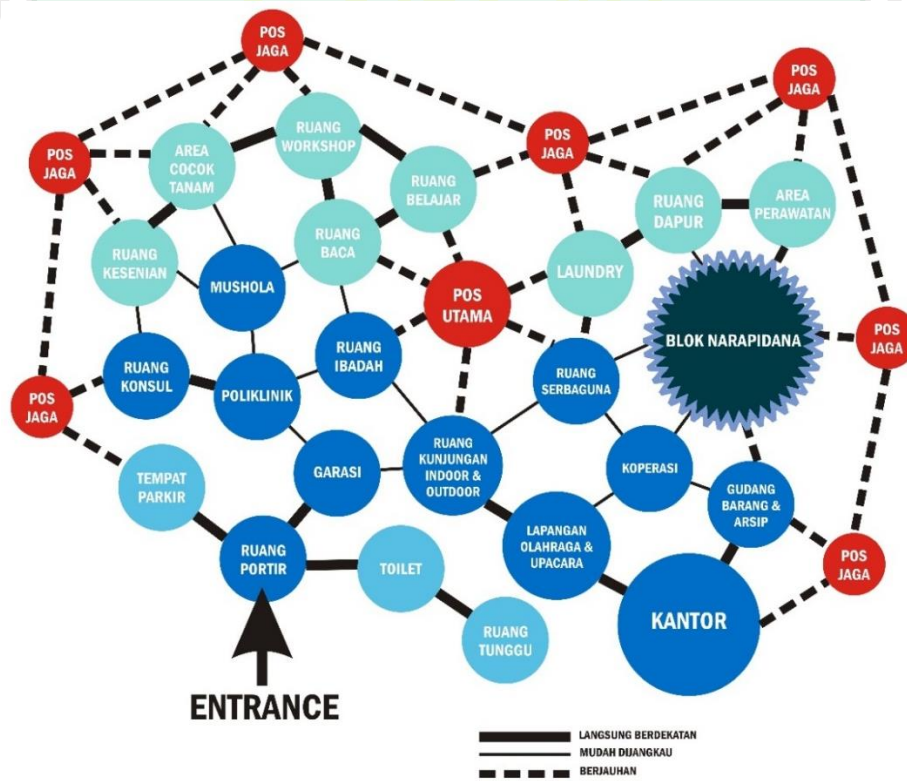 POS
JAGA
POS
JAGA
POS
JAGA
POS
JAGA
RUANG
WORKSHOP
AREA
COCOK
TANAM
RUANG
BELAJAR
RUANG
DAPUR
AREA
PERAWATAN
RUANG
KESENIAN
RUANG
BACA
MUSHOLA
LAUNDRY
POS
UTAMA
BLOK NARAPIDANA
POS
JAGA
RUANG
KONSUL
POLIKLINIK
RUANG
IBADAH
RUANG
SERBAGUNA
POS
JAGA
TEMPAT
PARKIR
GARASI
RUANG
KUNJUNGAN
INDOOR &
OUTDOOR
KOPERASI
GUDANG
BARANG &
ARSIP
RUANG
PORTIR
TOILET
LAPANGAN
OLAHRAGA &
UPACARA
POS
JAGA
RUANG
TUNGGU
KANTOR
ENTRANCE
LANGSUNG BERDEKATAN
MUDAH DIJANGKAU
BERJAUHAN